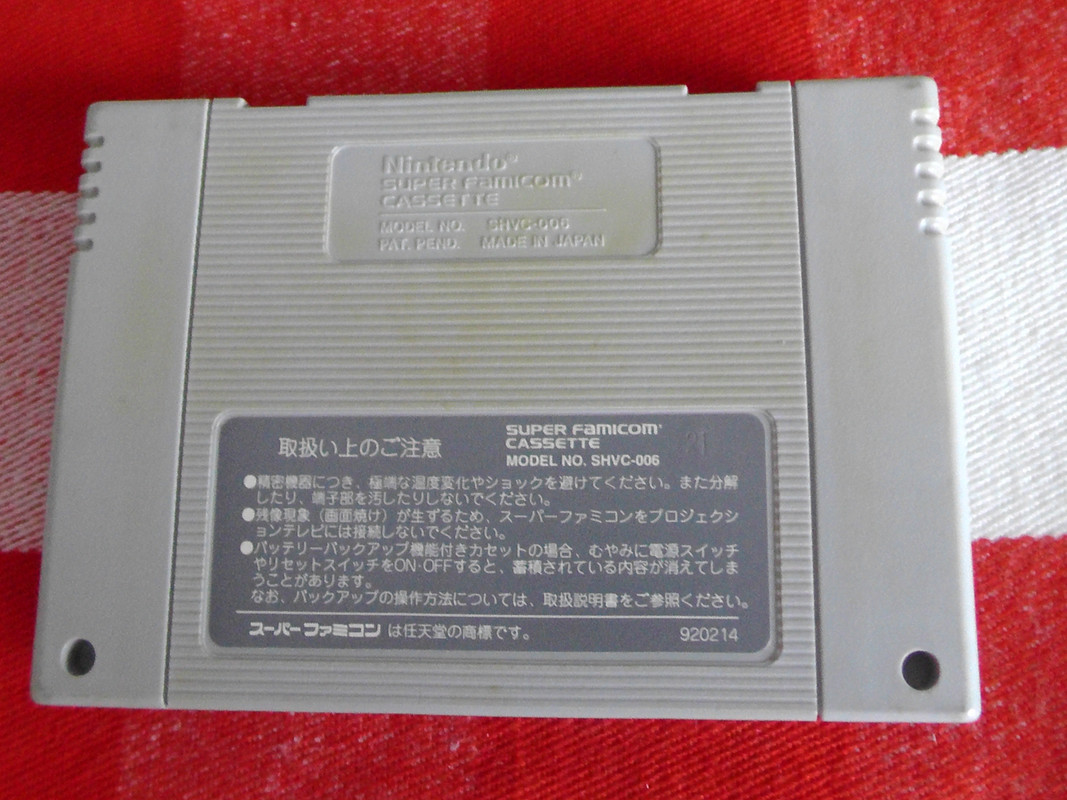 Nintendo®
SUPER FAMICOM®
CASSETTE
MODEL NO. SHVC-006
PAT. PEND. MADE IN JAPAN
取扱い上のご注意
SUPER FAMICOM®
CASSETTE
MODEL NO. SHVC-006
●精密機器につき、極端な温度変化やショックを避けてください。また分解
したり、端子部を汚したりしないでください。
●残像現象（画面焼け）が生ずるため、スーパーファミコンをプロジェクシ
ョンテレビには接続しないでください。
●バッテリーバックアップ機能付きカセットの場合、むやみに電源スイッチ
やリセットスイッチをON·OFFすると、蓄積されている内容が消えてしま
うことがあります。
なお、バックアップの操作方法については、取扱説明書をご参照ください。
スーパーファミコン は任天堂の商標です。
920214